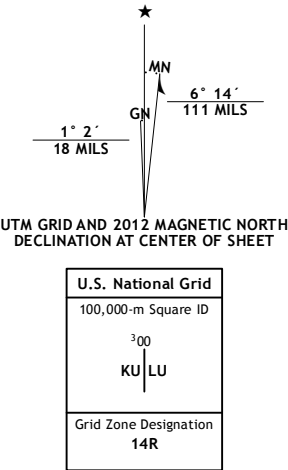 ★
MN
6° 14´
111 MILS
GN
1° 2´
18 MILS
UTM GRID AND 2012 MAGNETIC NORTH
DECLINATION AT CENTER OF SHEET
U.S. National Grid
100,000-m Square ID
300
KU LU
Grid Zone Designation
14R